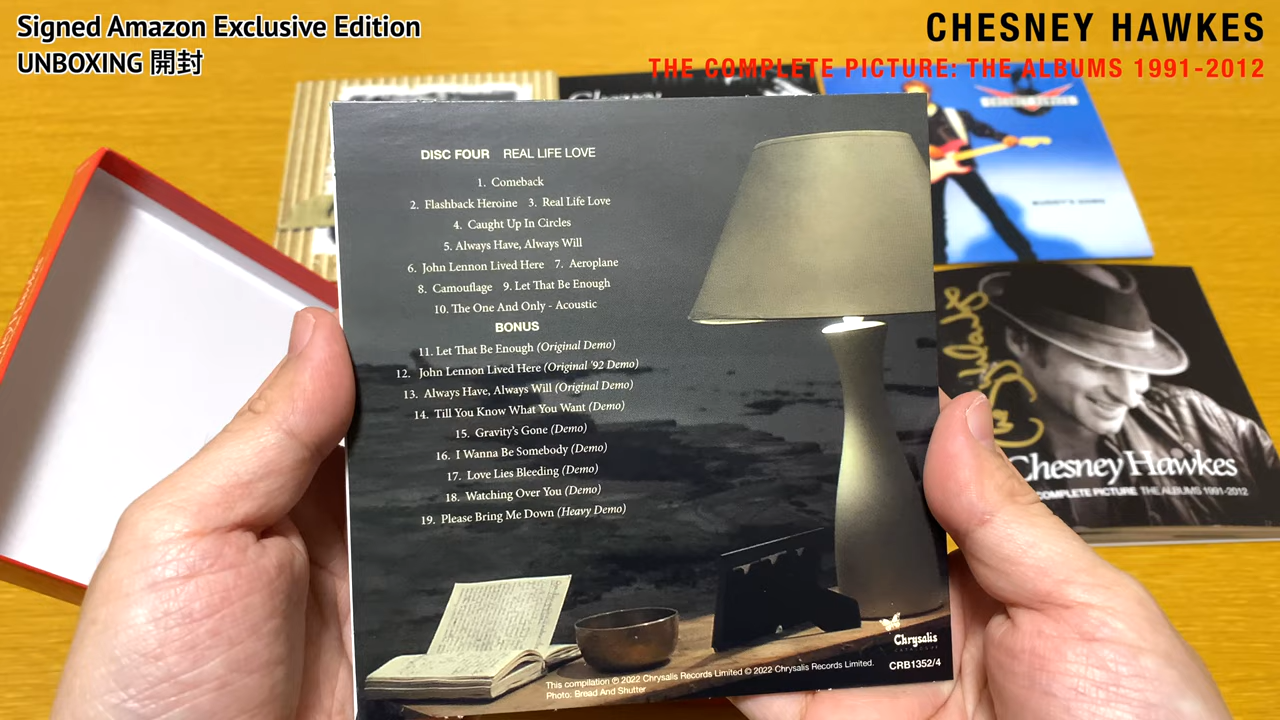 Signed Amazon Exclusive Edition
UNBOXING 開封
CHESNEY HAWKES
THE COMPLETE PICTURE: THE ALBUMS 1991-2012
DISC FOUR REAL LIFE LOVE
1. Comeback
2. Flashback Heroine 3. Real Life Love
4. Caught Up In Circles
5. Always Have, Always Will
6. John Lennon Lived Here 7. Aeroplane
8. Camouflage 9. Let That Be Enough
10. The One And Only - Acoustic
BONUS
11. Let That Be Enough (Original Demo)
12. John Lennon Lived Here (Original '92 Demo)
13. Always Have, Always Will (Original Demo)
14. Till You Know What You Want (Demo)
15. Gravity's Gone (Demo)
16. I Wanna Be Somebody (Demo)
17. Love Lies Bleeding (Demo)
18. Watching Over You (Demo)
19. Please Bring Me Down (Heavy Demo)
Chrysalis
CRB1352/4
This compilation ℗ 2022 Chrysalis Records Limited © 2022 Chrysalis Records Limited.
Photo: Bread And Shutter
BUDDY'S SONG
Chesney Hawkes
COMPLETE PICTURE THE ALBUMS 1991-2012